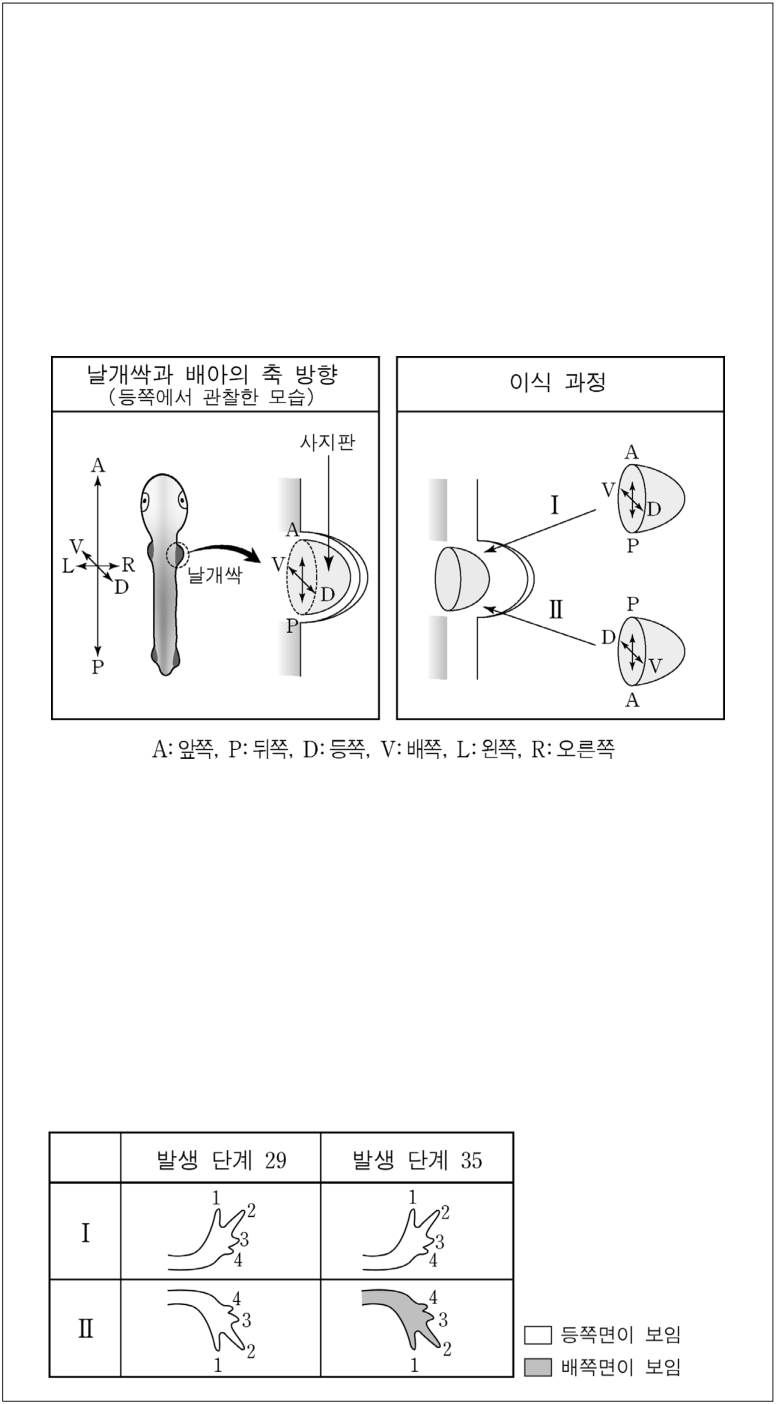 날개싹과 배아의 축 방향
(등쪽에서 관찰한 모습)
A
V
L
R
D
P
날개싹
사지판
A
V
D
P
이식 과정
Ⅰ
Ⅱ
A
V
D
P
P
D
V
A
A: 앞쪽, P: 뒤쪽, D: 등쪽, V: 배쪽, L: 왼쪽, R: 오른쪽
발생 단계 29
발생 단계 35
Ⅰ
1
2
3
4
1
2
3
4
Ⅱ
4
3
2
1
4
3
2
1
등쪽면이 보임
배쪽면이 보임